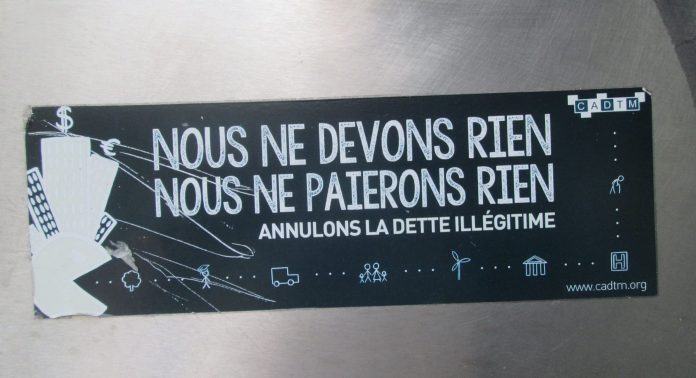 $
€
CADTM
NOUS NE DEVONS RIEN
NOUS NE PAIERONS RIEN
ANNULONS LA DETTE ILLÉGITIME
H
www.cadtm.org